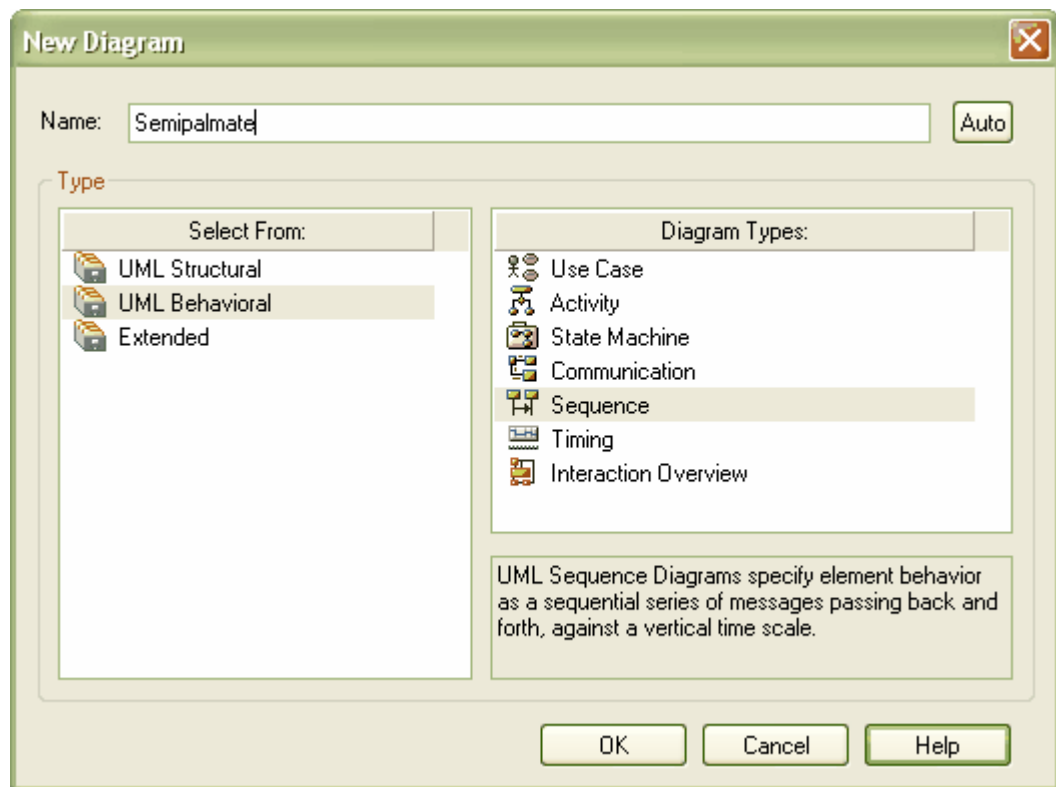 New Diagram
Name: Semipalmate Auto
Type
Select From:
UML Structural
UML Behavioral
Extended
Diagram Types:
Use Case
Activity
State Machine
Communication
Sequence
Timing
Interaction Overview
UML Sequence Diagrams specify element behavior
as a sequential series of messages passing back and
forth, against a vertical time scale.
OK Cancel Help